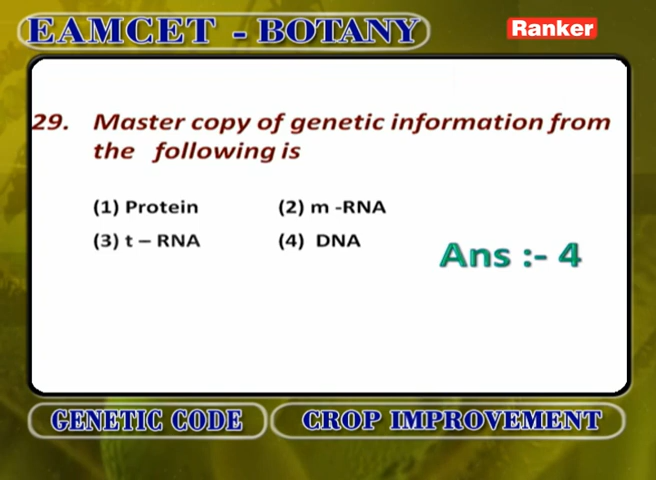 EAMCET - BOTANY
Ranker
29. Master copy of genetic information from
the following is
(1) Protein (2) m -RNA
(3) t – RNA (4) DNA
Ans :- 4
GENETIC CODE CROP IMPROVEMENT